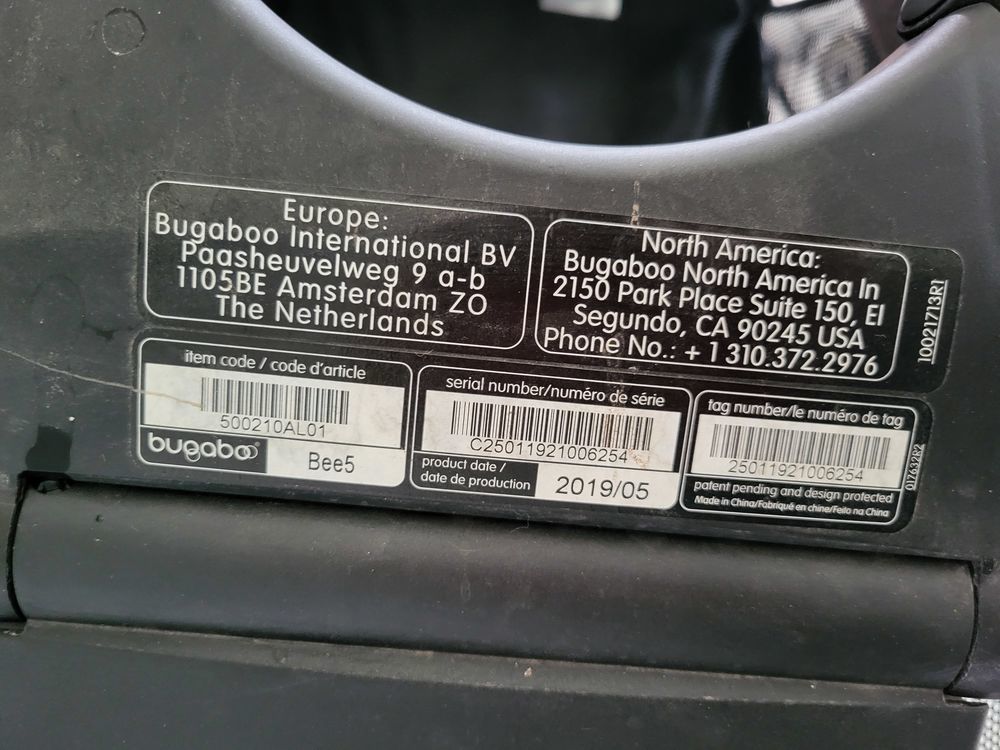 Europe:
Bugaboo International BV
Paasheuvelweg 9 a-b
1105BE Amsterdam ZO
The Netherlands
North America:
Bugaboo North America In
2150 Park Place Suite 150, El
Segundo, CA 90245 USA
Phone No.: + 1 310.372.2976
10021713R1
item code / code d'article
500210AL01
bugaboo
Bee5
serial number/numéro de série
C25011921006254
product date /
date de production
2019/05
tag number/le numéro de tag
25011921006254
patent pending and design protected
Made in China/Fabriqué en chine/Feito na China
017632R2